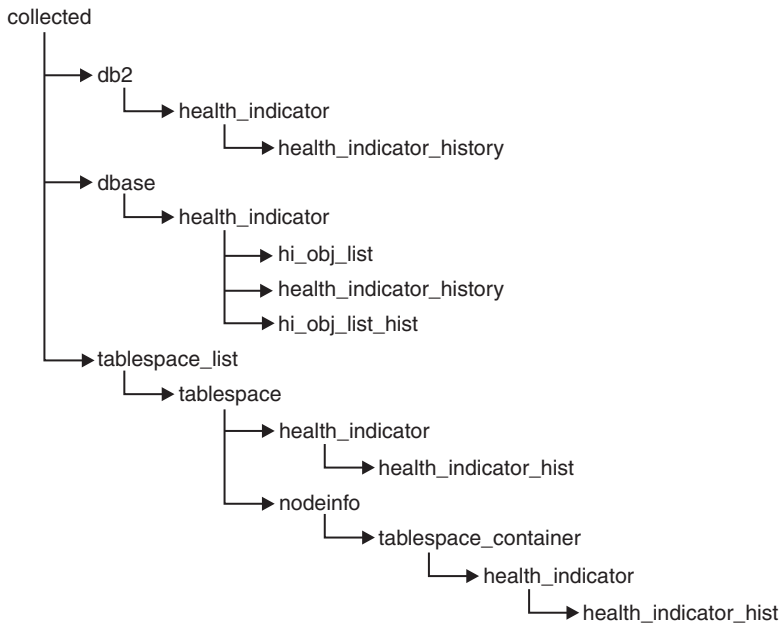 collected
db2
health_indicator
health_indicator_history
dbase
health_indicator
hi_obj_list
health_indicator_history
hi_obj_list_hist
tablespace_list
tablespace
health_indicator
health_indicator_hist
nodeinfo
tablespace_container
health_indicator
health_indicator_hist